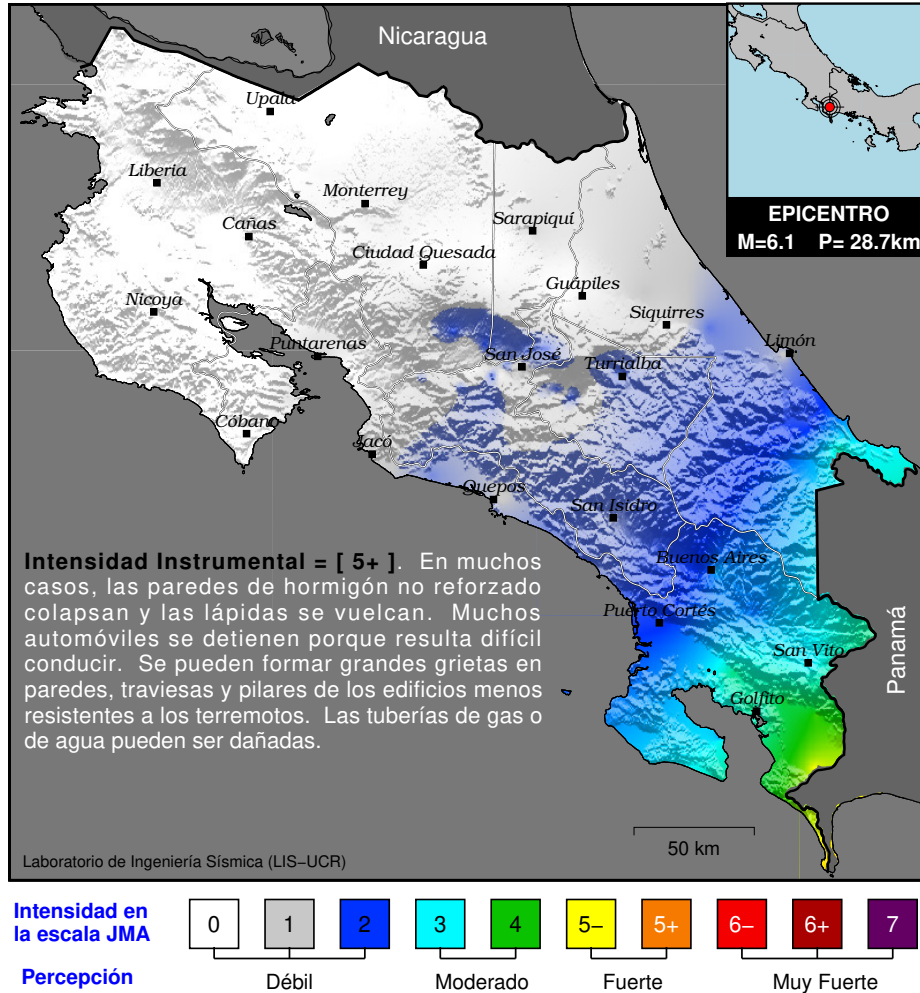 Nicaragua
Upala
Liberia
Monterrey
Cañas
Sarapiquí
Ciudad Quesada
EPICENTRO
M=6.1 P= 28.7km
Nicoya
Guápiles
Siquirres
Puntarenas
San José
Limón
Turrialba
Cóbano
Jacó
Quepos
San Isidro
Buenos Aires
Puerto Cortés
San Vito
Golfito
Panamá
Intensidad Instrumental = [ 5+ ]. En muchos
casos, las paredes de hormigón no reforzado
colapsan y las lápidas se vuelcan. Muchos
automóviles se detienen porque resulta difícil
conducir. Se pueden formar grandes grietas en
paredes, traviesas y pilares de los edificios menos
resistentes a los terremotos. Las tuberías de gas o
de agua pueden ser dañadas.
50 km
Laboratorio de Ingeniería Sísmica (LIS−UCR)
Intensidad en
la escala JMA
0 1 2 3 4 5− 5+ 6− 6+ 7
Percepción
Débil Moderado Fuerte Muy Fuerte